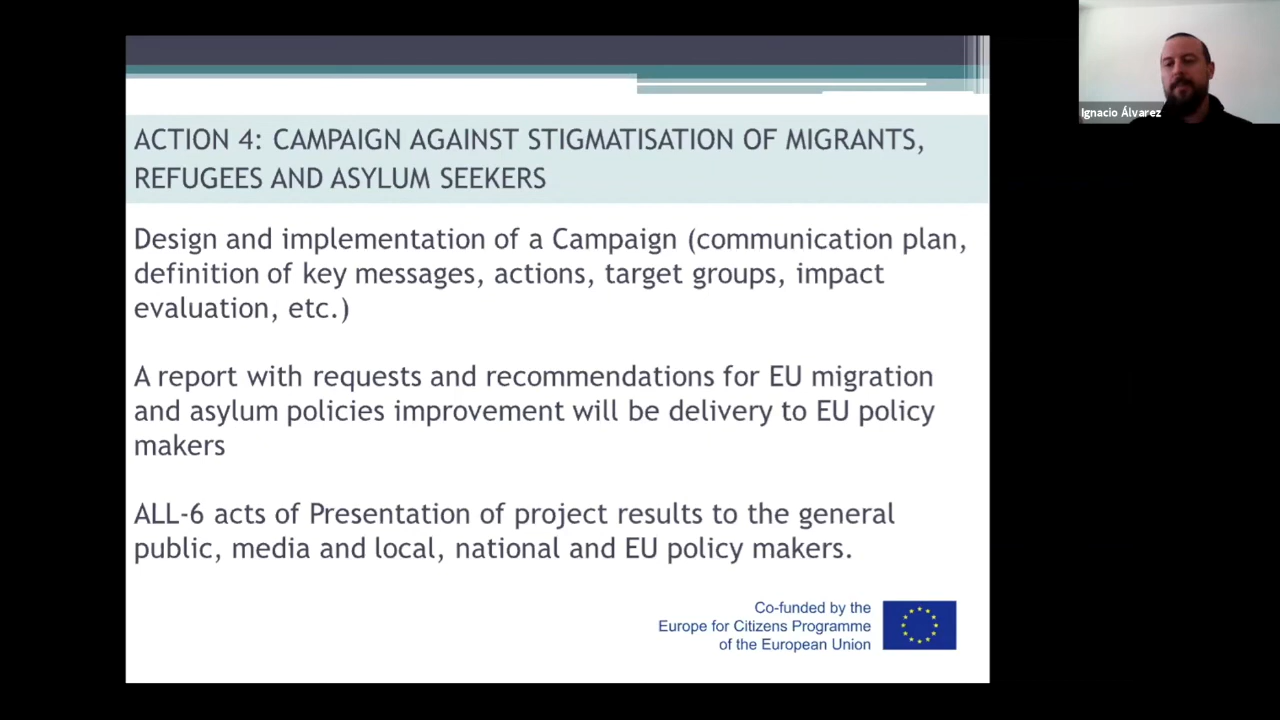 ACTION 4: CAMPAIGN AGAINST STIGMATISATION OF MIGRANTS,
REFUGEES AND ASYLUM SEEKERS
Design and implementation of a Campaign (communication plan,
definition of key messages, actions, target groups, impact
evaluation, etc.)
A report with requests and recommendations for EU migration
and asylum policies improvement will be delivery to EU policy
makers
ALL-6 acts of Presentation of project results to the general
public, media and local, national and EU policy makers.
Co-funded by the
Europe for Citizens Programme
of the European Union
Ignacio Álvarez